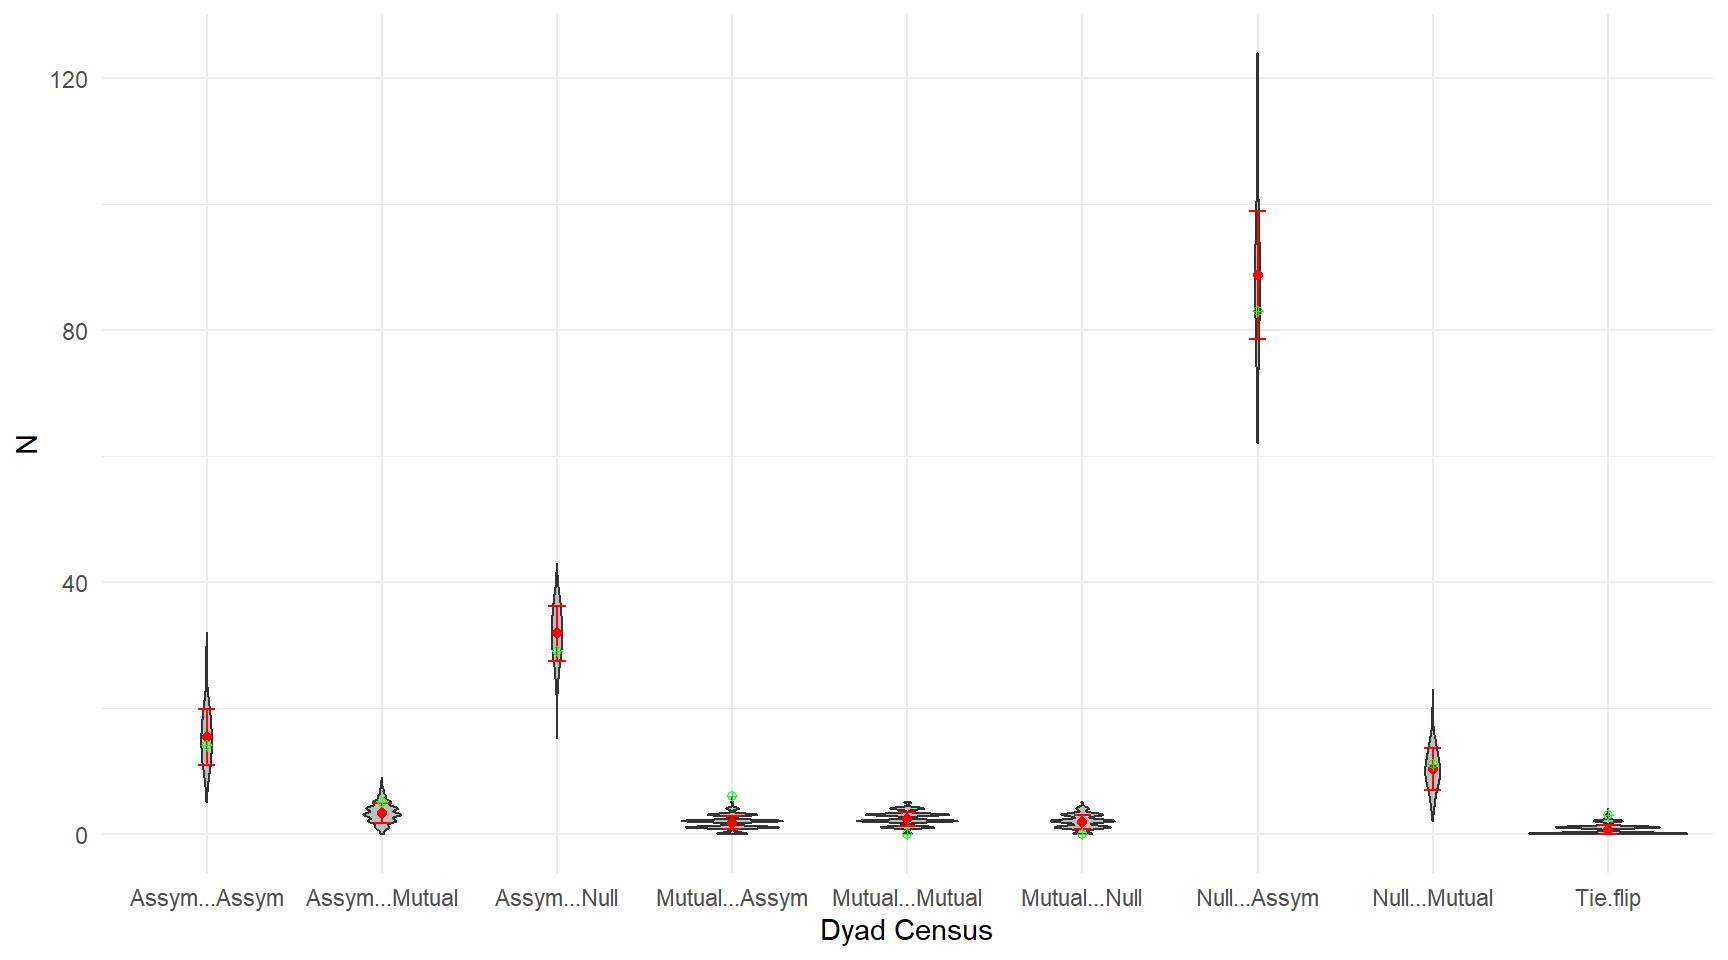 120
80
40
0
N
Assym...Assym Assym...Mutual Assym...Null Mutual...Assym Mutual...Mutual Mutual...Null Null...Assym Null...Mutual Tie.flip
Dyad Census